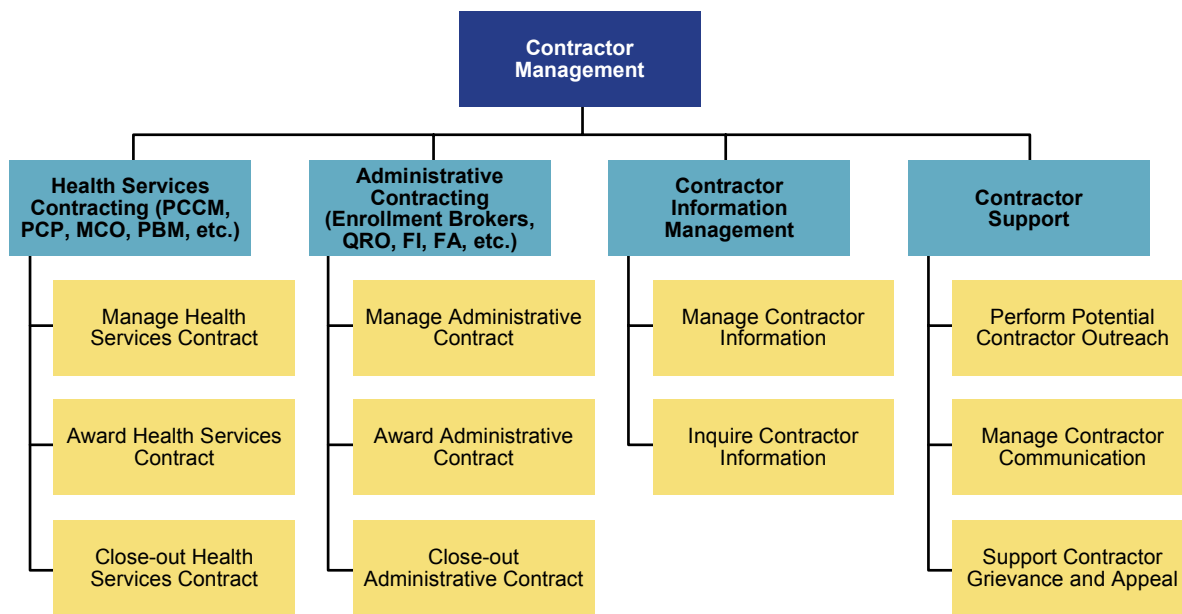 Contractor
Management
Health Services
Contracting (PCCM,
PCP, MCO, PBM, etc.)
Administrative
Contracting
(Enrollment Brokers,
QRO, FI, FA, etc.)
Contractor
Information
Management
Contractor
Support
Manage Health
Services Contract
Manage Administrative
Contract
Manage Contractor
Information
Perform Potential
Contractor Outreach
Award Health Services
Contract
Award Administrative
Contract
Inquire Contractor
Information
Manage Contractor
Communication
Close-out Health
Services Contract
Close-out
Administrative Contract
Support Contractor
Grievance and Appeal